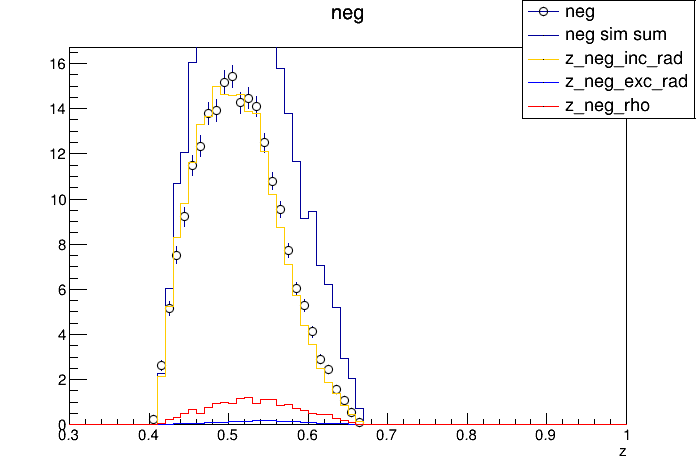 neg
neg
neg sim sum
z_neg_inc_rad
z_neg_exc_rad
z_neg_rho
16
14
12
10
8
6
4
2
0
0.3 0.4 0.5 0.6 0.7 0.8 0.9 1
z